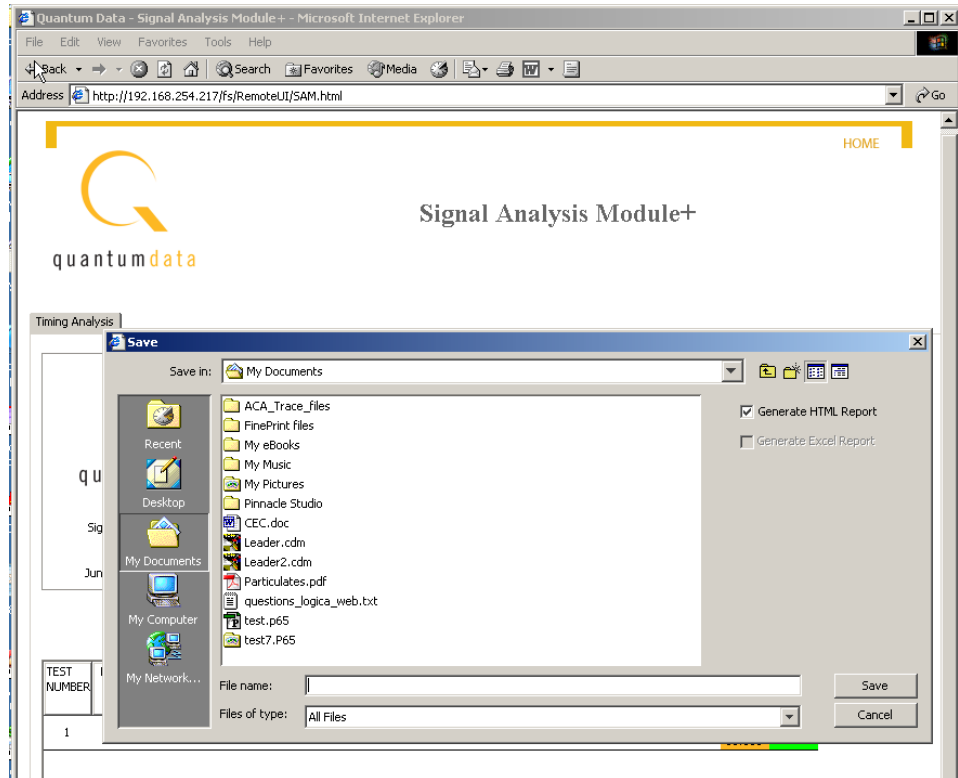 Quantum Data - Signal Analysis Module+ - Microsoft Internet Explorer
File Edit View Favorites Tools Help
Back Search Favorites Media
Address http://192.168.254.217/fs/RemoteUI/SAM.html Go
HOME
quantumdata
Signal Analysis Module+
Timing Analysis
Save
Save in: My Documents
Recent
Desktop
My Documents
My Computer
My Network...
ACA_Trace_files
FinePrint files
My eBooks
My Music
My Pictures
Pinnacle Studio
CEC.doc
Leader.cdm
Leader2.cdm
Particulates.pdf
questions_logica_web.txt
test.p65
test7.P65
Generate HTML Report
Generate Excel Report
File name: Save
Files of type: All Files Cancel
qu
Sig
Jun
TEST NUMBER
1